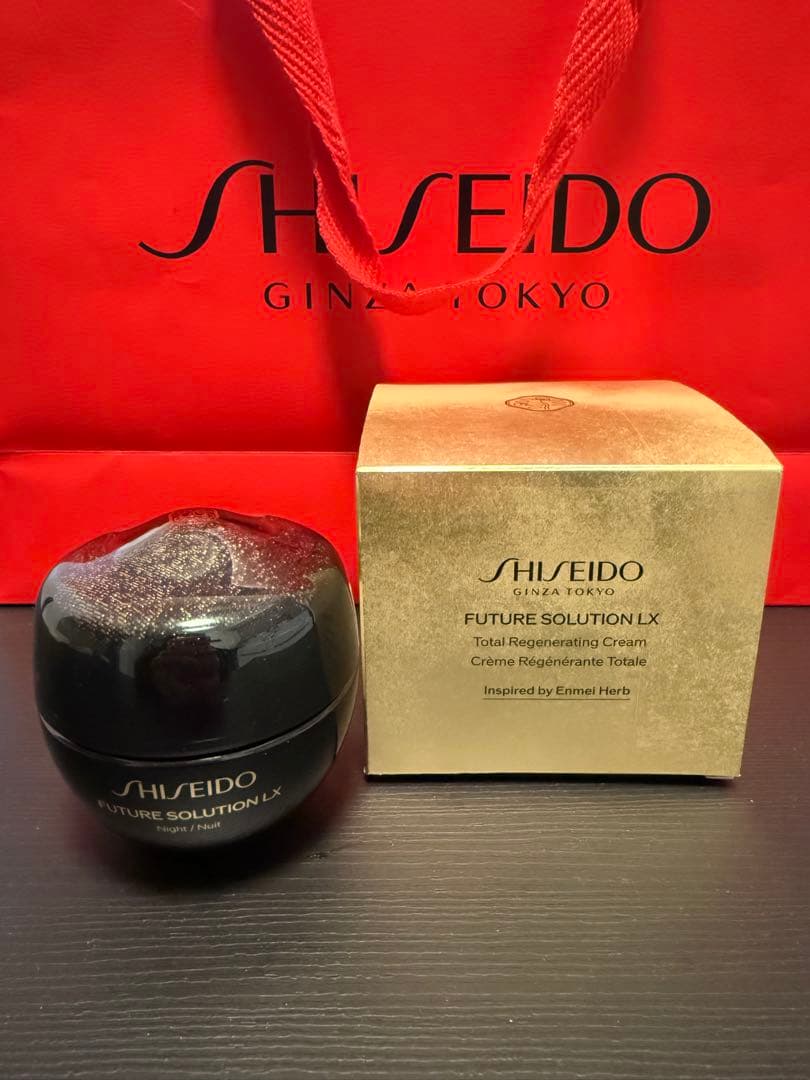 SHISEIDO
GINZA TOKYO
SHISEIDO
GINZA TOKYO
FUTURE SOLUTION LX
Total Regenerating Cream
Crème Régénérante Totale
Inspired by Enmei Herb
SHISEIDO
FUTURE SOLUTION LX
Night / Nuit